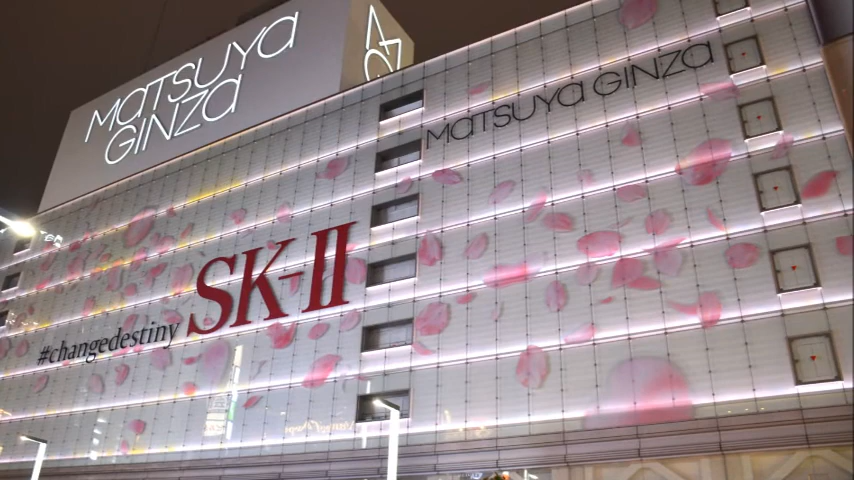 MATSUYA
GINZA
MATSUYA GINZA
SK-II
#changedestiny